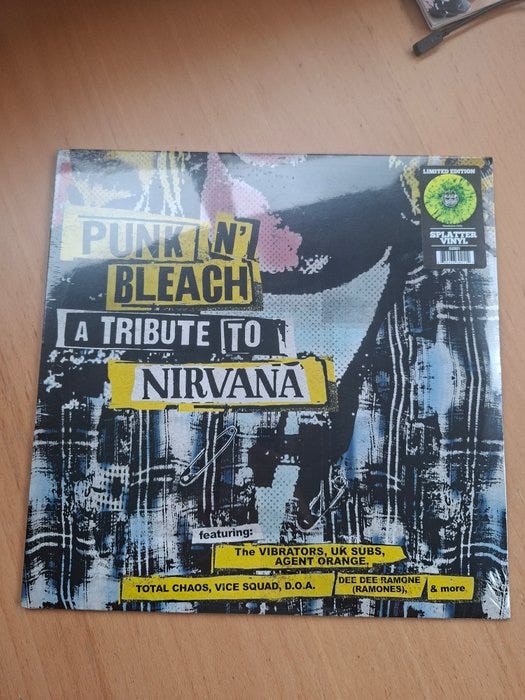 LIMITED EDITION
SPLATTER
VINYL
PUNK N'
BLEACH
A TRIBUTE TO
NIRVANA
featuring:
The VIBRATORS, UK SUBS,
AGENT ORANGE,
TOTAL CHAOS, VICE SQUAD, D.O.A.
DEE DEE RAMONE
(RAMONES),
& more